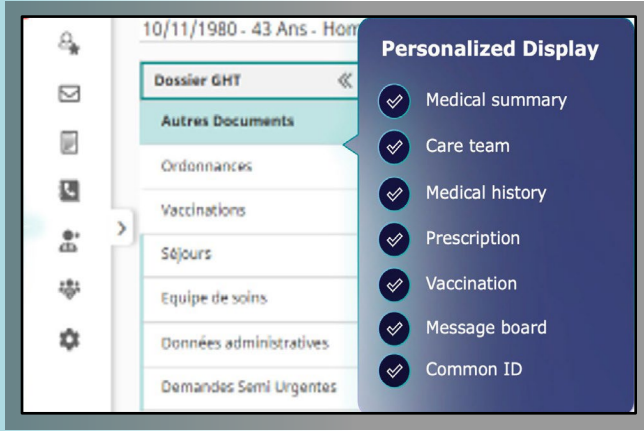 10/11/1980 - 43 Ans - Hom
Dossier GHT
Autres Documents
Ordonnances
Vaccinations
Séjours
Equipe de soins
Données administratives
Demandes Semi Urgentes
Personalized Display
Medical summary
Care team
Medical history
Prescription
Vaccination
Message board
Common ID